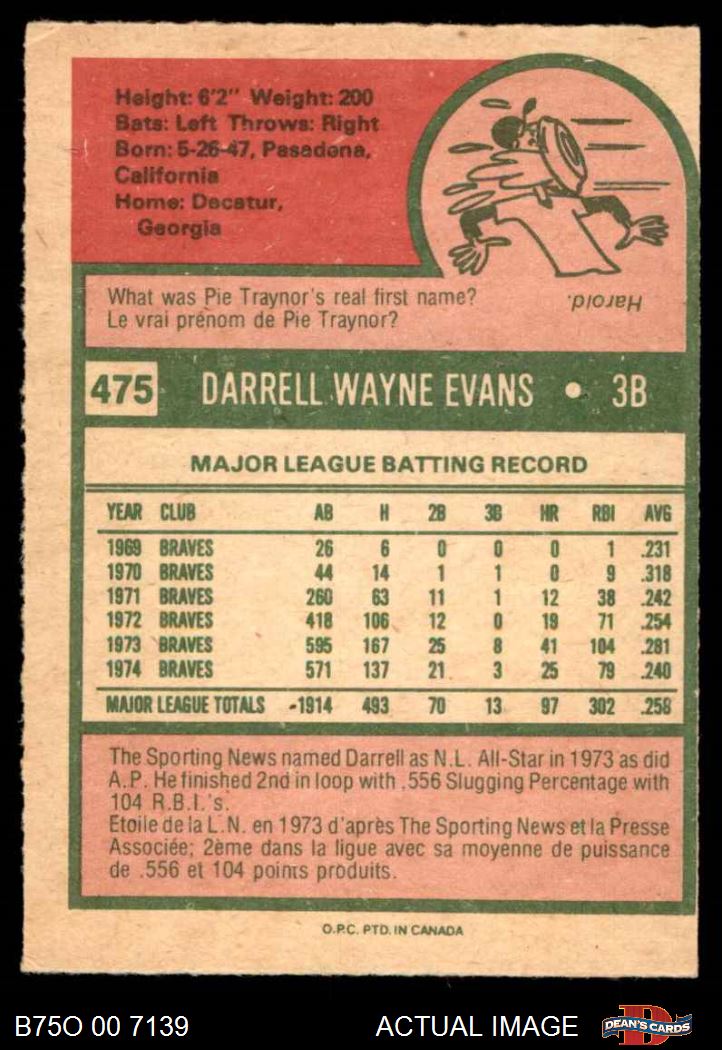 Height: 6'2" Weight: 200
Bats: Left Throws: Right
Born: 5-26-47, Pasadena,
California
Home: Decatur,
Georgia
What was Pie Traynor's real first name?
Le vrai prénom de Pie Traynor?
Harold.
475 DARRELL WAYNE EVANS • 3B
MAJOR LEAGUE BATTING RECORD
YEAR CLUB AB H 2B 3B HR RBI AVG
1969 BRAVES 26 6 0 0 0 1 .231
1970 BRAVES 44 14 1 1 0 9 .318
1971 BRAVES 260 63 11 1 12 38 .242
1972 BRAVES 418 106 12 0 19 71 .254
1973 BRAVES 595 167 25 8 41 104 .281
1974 BRAVES 571 137 21 3 25 79 .240
MAJOR LEAGUE TOTALS 1914 493 70 13 97 302 .258
The Sporting News named Darrell as N.L. All-Star in 1973 as did
A.P. He finished 2nd in loop with .556 Slugging Percentage with
104 R.B.I.'s.
Etoile de la L.N. en 1973 d'après The Sporting News et la Presse
Associée; 2ème dans la ligue avec sa moyenne de puissance
de .556 et 104 points produits.
O.P.C. PTD. IN CANADA
B75O 00 7139 ACTUAL IMAGE DEAN'S CARDS